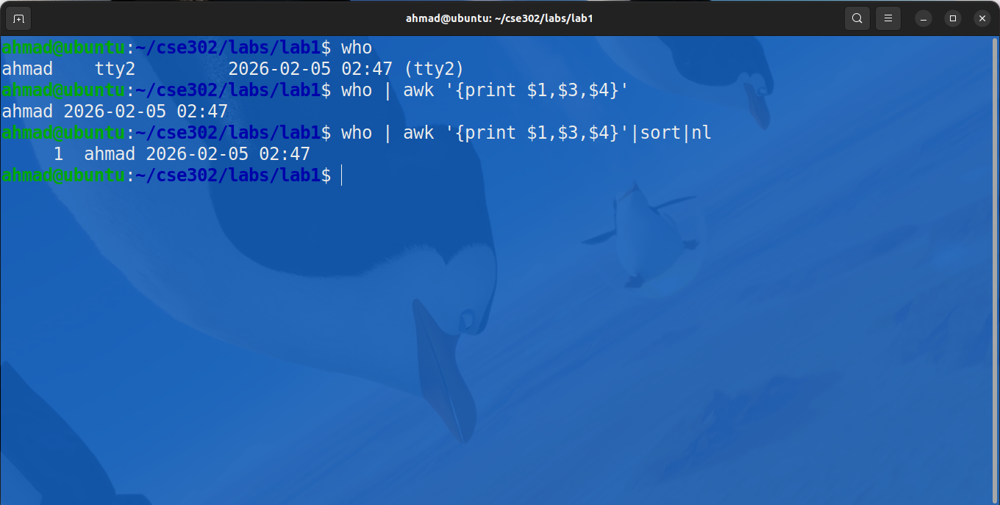 ahmad@ubuntu: ~/cse302/labs/lab1
ahmad@ubuntu:~/cse302/labs/lab1$ who
ahmad    tty2         2026-02-05 02:47 (tty2)
ahmad@ubuntu:~/cse302/labs/lab1$ who | awk '{print $1,$3,$4}'
ahmad 2026-02-05 02:47
ahmad@ubuntu:~/cse302/labs/lab1$ who | awk '{print $1,$3,$4}'|sort|nl
     1  ahmad 2026-02-05 02:47
ahmad@ubuntu:~/cse302/labs/lab1$